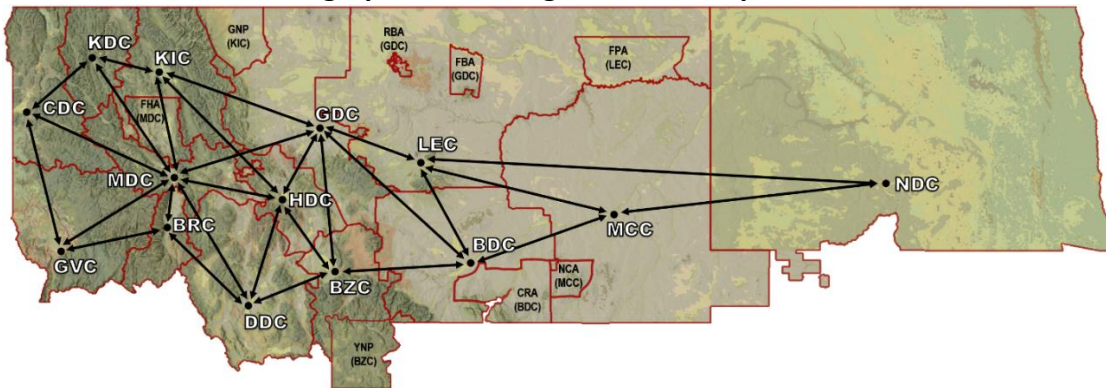 GNP
(KIC)
RBA
(GDC)
FBA
(GDC)
FPA
(LEC)
KDC
KIC
CDC
FHA
(MDC)
GDC
LEC
MDC
HDC
NDC
BRC
MCC
GVC
BDC
BZC
NCA
(MCC)
CRA
(BDC)
DDC
YNP
(BZC)